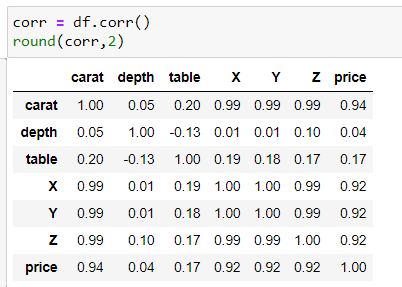 corr = df.corr()
round(corr,2)
carat depth table X Y Z price
carat 1.00 0.05 0.20 0.99 0.99 0.99 0.94
depth 0.05 1.00 -0.13 0.01 0.01 0.10 0.04
table 0.20 -0.13 1.00 0.19 0.18 0.17 0.17
X 0.99 0.01 0.19 1.00 1.00 0.99 0.92
Y 0.99 0.01 0.18 1.00 1.00 0.99 0.92
Z 0.99 0.10 0.17 0.99 0.99 1.00 0.92
price 0.94 0.04 0.17 0.92 0.92 0.92 1.00